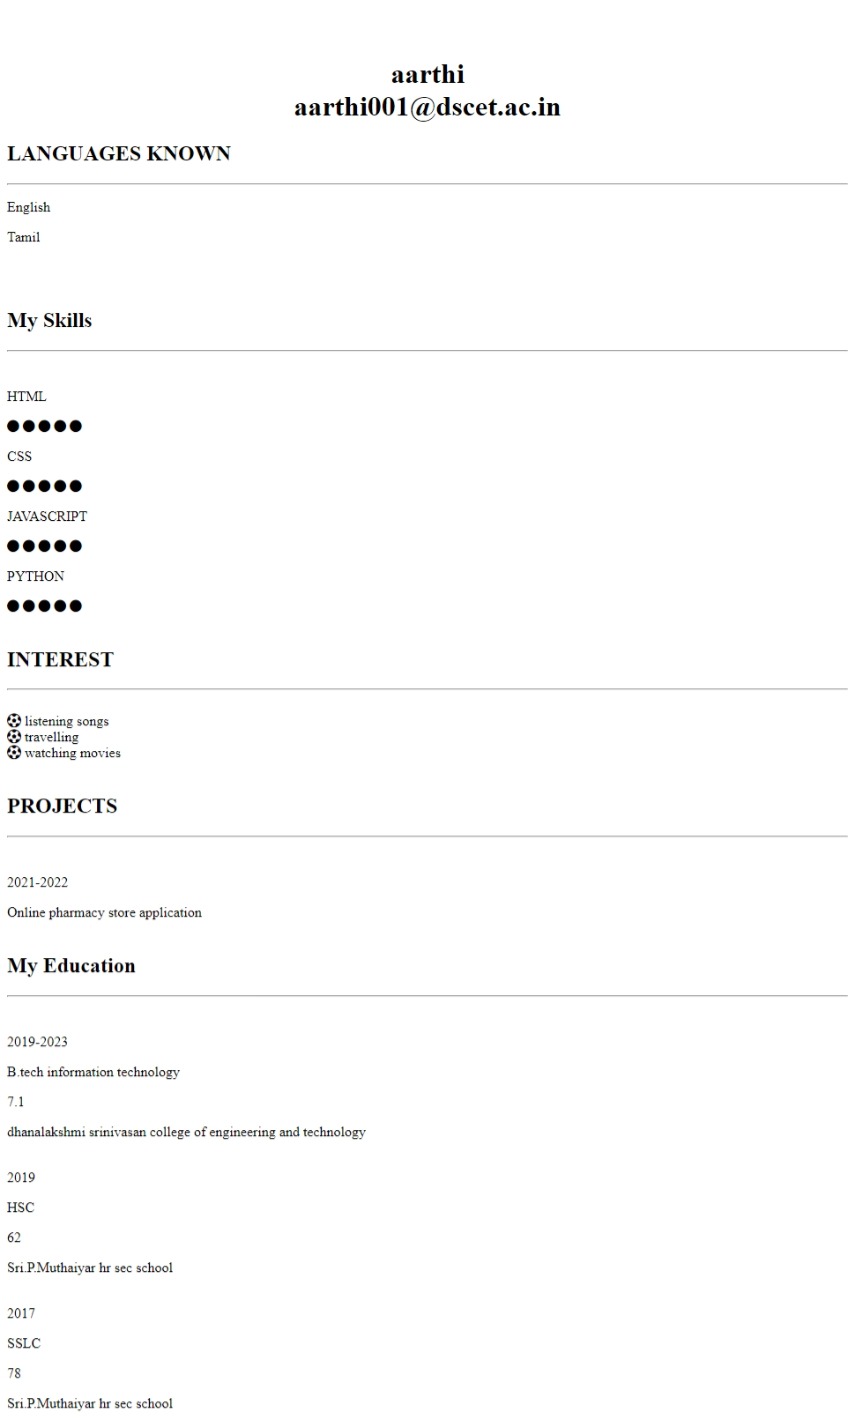 aarthi
aarthi001@dscet.ac.in
LANGUAGES KNOWN
English
Tamil
My Skills
HTML
CSS
JAVASCRIPT
PYTHON
INTEREST
listening songs
travelling
watching movies
PROJECTS
2021-2022
Online pharmacy store application
My Education
2019-2023
B.tech information technology
7.1
dhanalakshmi srinivasan college of engineering and technology
2019
HSC
62
Sri.P.Muthaiyar hr sec school
2017
SSLC
78
Sri.P.Muthaiyar hr sec school